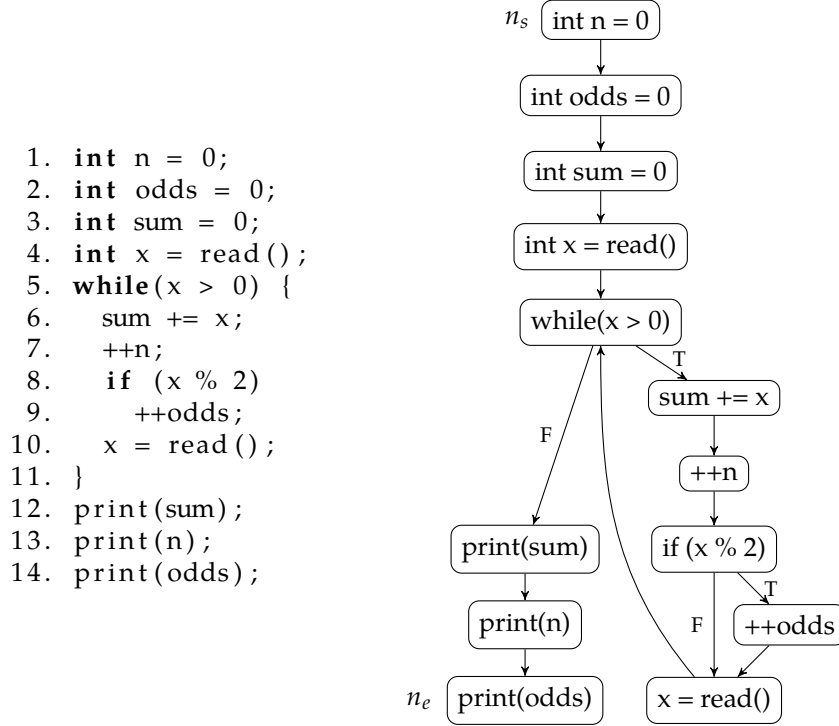 1. int n = 0;
2. int odds = 0;
3. int sum = 0;
4. int x = read();
5. while(x > 0) {
6. sum += x;
7. ++n;
8. if (x % 2)
9. ++odds;
10. x = read();
11. }
12. print(sum);
13. print(n);
14. print(odds);
n_s int n = 0
int odds = 0
int sum = 0
int x = read()
while(x > 0)
T
sum += x
F
++n
print(sum) if (x % 2)
T
print(n) F ++odds
n_e print(odds) x = read()